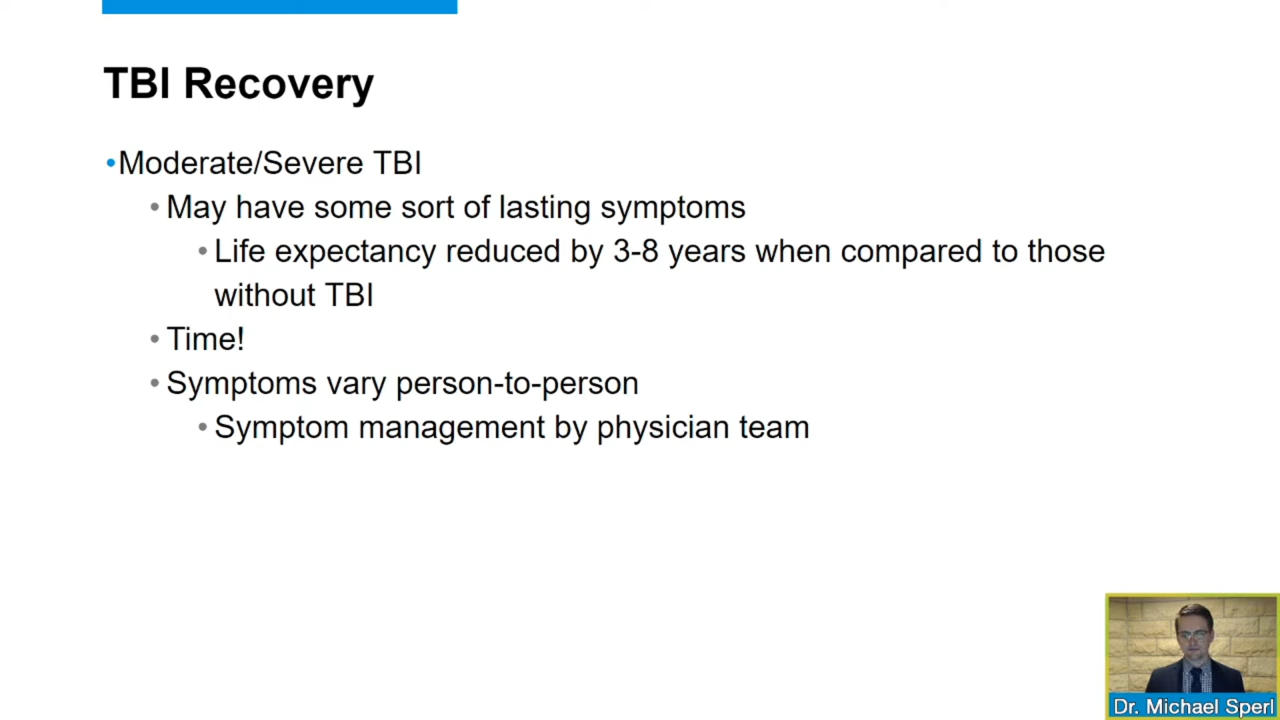 TBI Recovery
•Moderate/Severe TBI
• May have some sort of lasting symptoms
• Life expectancy reduced by 3-8 years when compared to those
without TBI
• Time!
• Symptoms vary person-to-person
• Symptom management by physician team
Dr. Michael Sperl